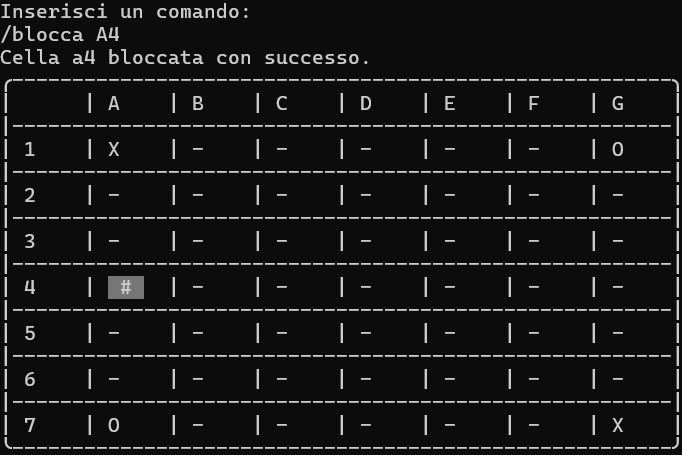 Inserisci un comando:
/blocca A4
Cella a4 bloccata con successo.
| | A | B | C | D | E | F | G |
| 1 | X | - | - | - | - | - | O |
| 2 | - | - | - | - | - | - | - |
| 3 | - | - | - | - | - | - | - |
| 4 | # | - | - | - | - | - | - |
| 5 | - | - | - | - | - | - | - |
| 6 | - | - | - | - | - | - | - |
| 7 | O | - | - | - | - | - | X |